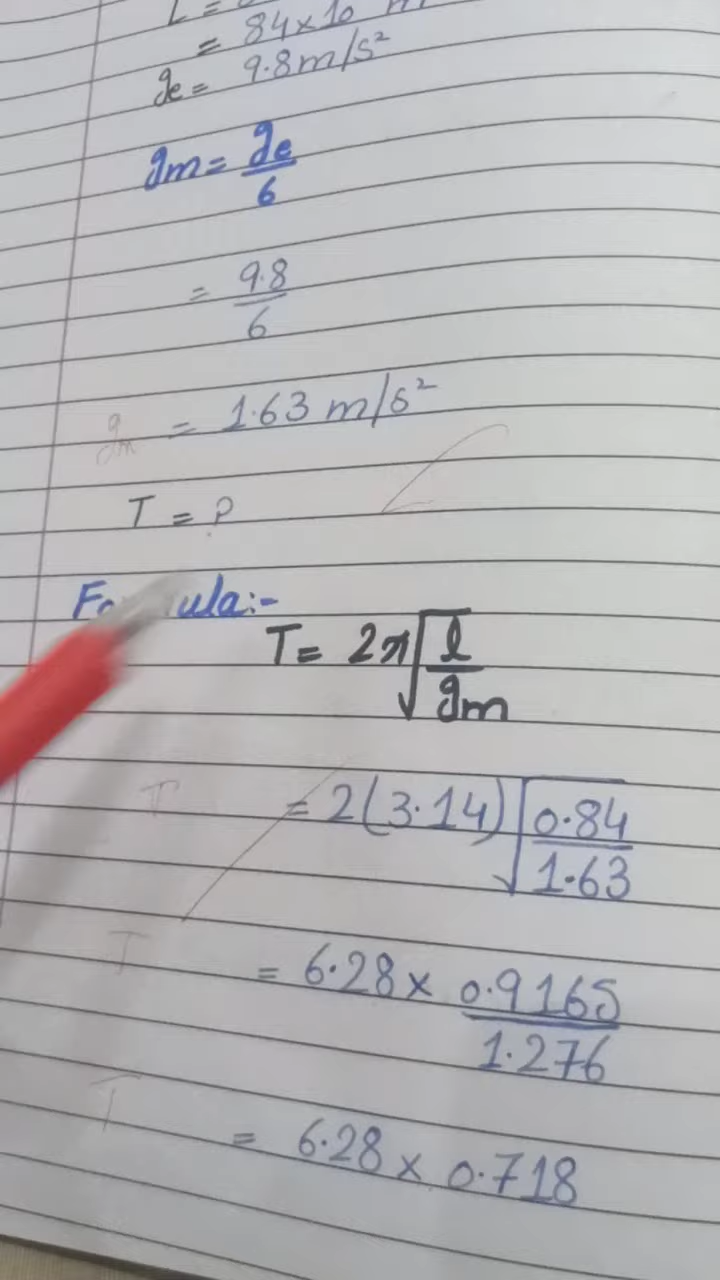 L =
= 84×10 m
ge = 9.8 m/s²
gm = ge/6
= 9.8/6
gm = 1.63 m/s²
T = ?
Formula:-
T = 2π√(l/gm)
T = 2(3.14)√(0.84/1.63)
T = 6.28 × 0.9165/1.276
T = 6.28 × 0.718